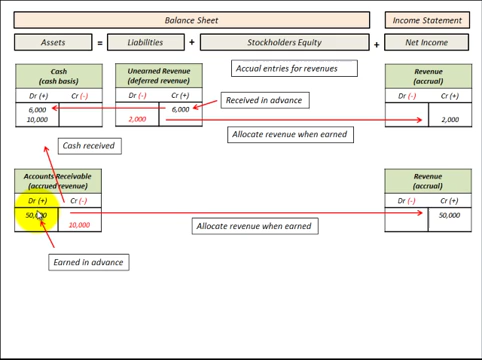 Balance Sheet
Income Statement
Assets = Liabilities + Stockholders Equity + Net Income
Cash
(cash basis)
Dr (+) Cr (-)
6,000
10,000
Unearned Revenue
(deferred revenue)
Dr (-) Cr (+)
6,000
2,000
Accual entries for revenues
Received in advance
Allocate revenue when earned
Revenue
(accrual)
Dr (-) Cr (+)
2,000
Cash received
Accounts Receivable
(accrued revenue)
Dr (+) Cr (-)
50,000
10,000
Allocate revenue when earned
Revenue
(accrual)
Dr (-) Cr (+)
50,000
Earned in advance